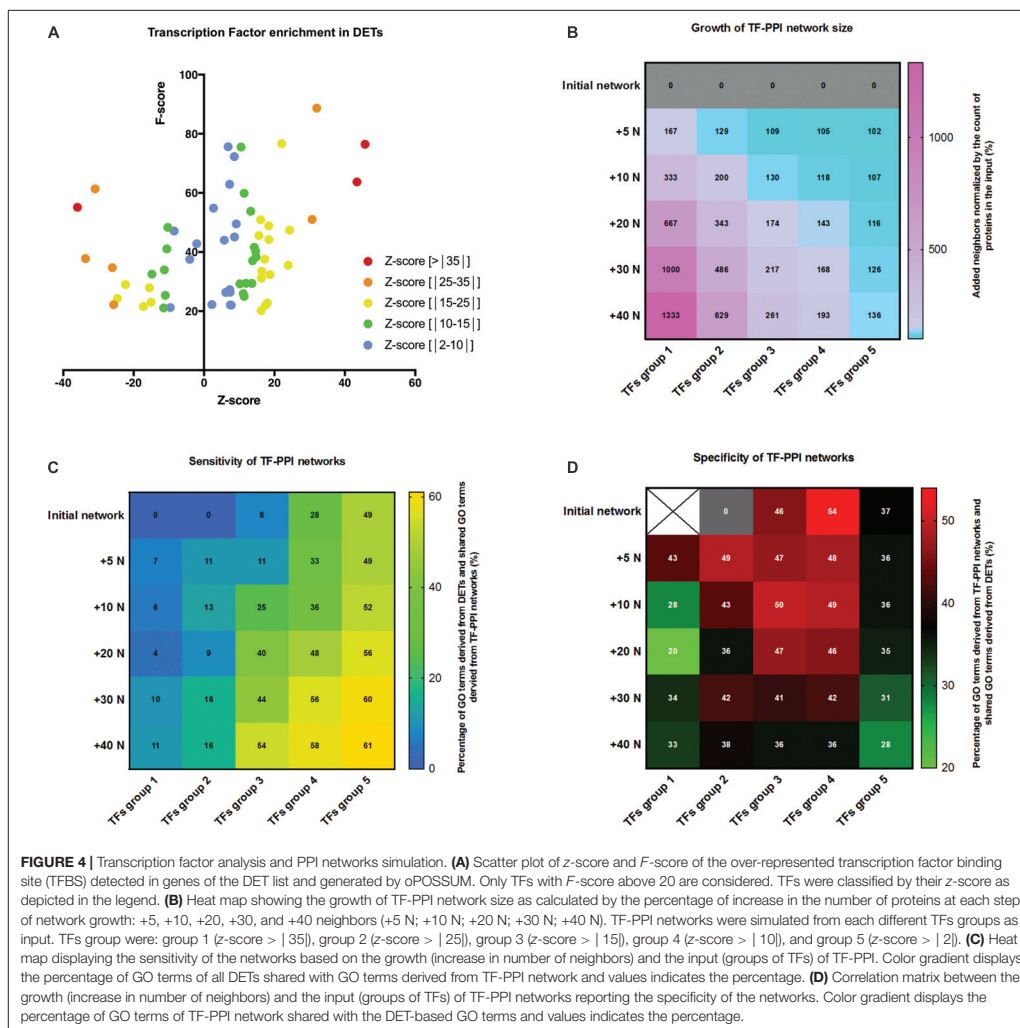 A
Transcription Factor enrichment in DETs
F-score
100
80
60
40
20
-40
-20
0
20
40
60
Z-score
Z-score [> | 35 | ]
Z-score [ | 25-35 | ]
Z-score [ | 15-25 | ]
Z-score [ | 10-15 | ]
Z-score [ | 2-10 | ]
B
Growth of TF-PPI network size
Initial network 0 0 0 0 0
+5 N 167 129 109 105 102
+10 N 333 200 130 118 107
+20 N 667 343 174 143 116
+30 N 1000 486 217 168 126
+40 N 1333 629 261 193 136
TFs group 1
TFs group 2
TFs group 3
TFs group 4
TFs group 5
1000
500
Added neighbors normalized by the count of
proteins in the input (%)
C
Sensitivity of TF-PPI networks
Initial network 0 0 8 28 49
+5 N 7 11 11 33 49
+10 N 6 13 25 36 52
+20 N 4 9 40 48 56
+30 N 10 16 44 56 60
+40 N 11 16 54 58 61
TFs group 1
TFs group 2
TFs group 3
TFs group 4
TFs group 5
60
40
20
0
Percentage of GO terms derived from DETs and shared GO terms
dervied from TF-PPI networks (%)
D
Specificity of TF-PPI networks
Initial network 0 46 54 37
+5 N 43 49 47 48 36
+10 N 28 43 50 49 36
+20 N 20 36 47 46 35
+30 N 34 42 41 42 31
+40 N 33 38 36 36 28
TFs group 1
TFs group 2
TFs group 3
TFs group 4
TFs group 5
50
40
30
20
Percentage of GO terms derived from TF-PPI networks and
shared GO terms derived from DETs (%)
FIGURE 4 | Transcription factor analysis and PPI networks simulation. (A) Scatter plot of z-score and F-score of the over-represented transcription factor binding
site (TFBS) detected in genes of the DET list and generated by oPOSSUM. Only TFs with F-score above 20 are considered. TFs were classified by their z-score as
depicted in the legend. (B) Heat map showing the growth of TF-PPI network size as calculated by the percentage of increase in the number of proteins at each step
of network growth: +5, +10, +20, +30, and +40 neighbors (+5 N; +10 N; +20 N; +30 N; +40 N). TF-PPI networks were simulated from each different TFs groups as
input. TFs group were: group 1 (z-score > | 35|), group 2 (z-score > | 25|), group 3 (z-score > | 15|), group 4 (z-score > | 10|), and group 5 (z-score > | 2|). (C) Heat
map displaying the sensitivity of the networks based on the growth (increase in number of neighbors) and the input (groups of TFs) of TF-PPI. Color gradient displays
the percentage of GO terms of all DETs shared with GO terms derived from TF-PPI network and values indicates the percentage. (D) Correlation matrix between the
growth (increase in number of neighbors) and the input (groups of TFs) of TF-PPI networks reporting the specificity of the networks. Color gradient displays the
percentage of GO terms of TF-PPI network shared with the DET-based GO terms and values indicates the percentage.